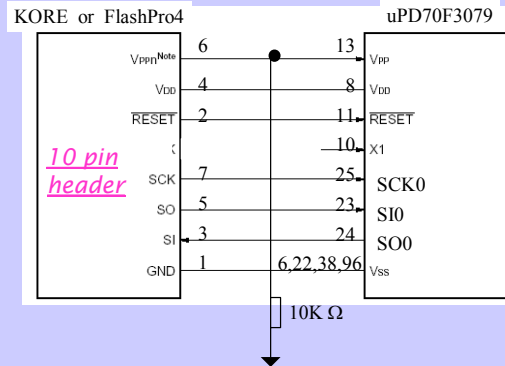 KORE or FlashPro4 uPD70F3079
VPPnNote 6 13 VPP
VDD 4 8 VDD
RESET 2 11 RESET
10 X1
10 pin
header
SCK 7 25 SCK0
SO 5 23 SI0
SI 3 24 SO0
GND 1 6,22,38,96 VSS
10K Ω